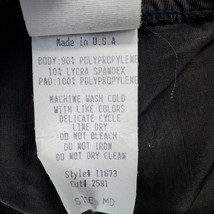 Made in U.S.A.
BODY:90% POLYPROPYLENE
10% LYCRA SPANDEX
PAD:100% POLYPROPYLENE
MACHINE WASH COLD
WITH LIKE COLORS
DELICATE CYCLE
LINE DRY
DO NOT BLEACH
DO NOT IRON
DO NOT DRY CLEAN
Style# 11673
Cut# 2591
SIZE MD